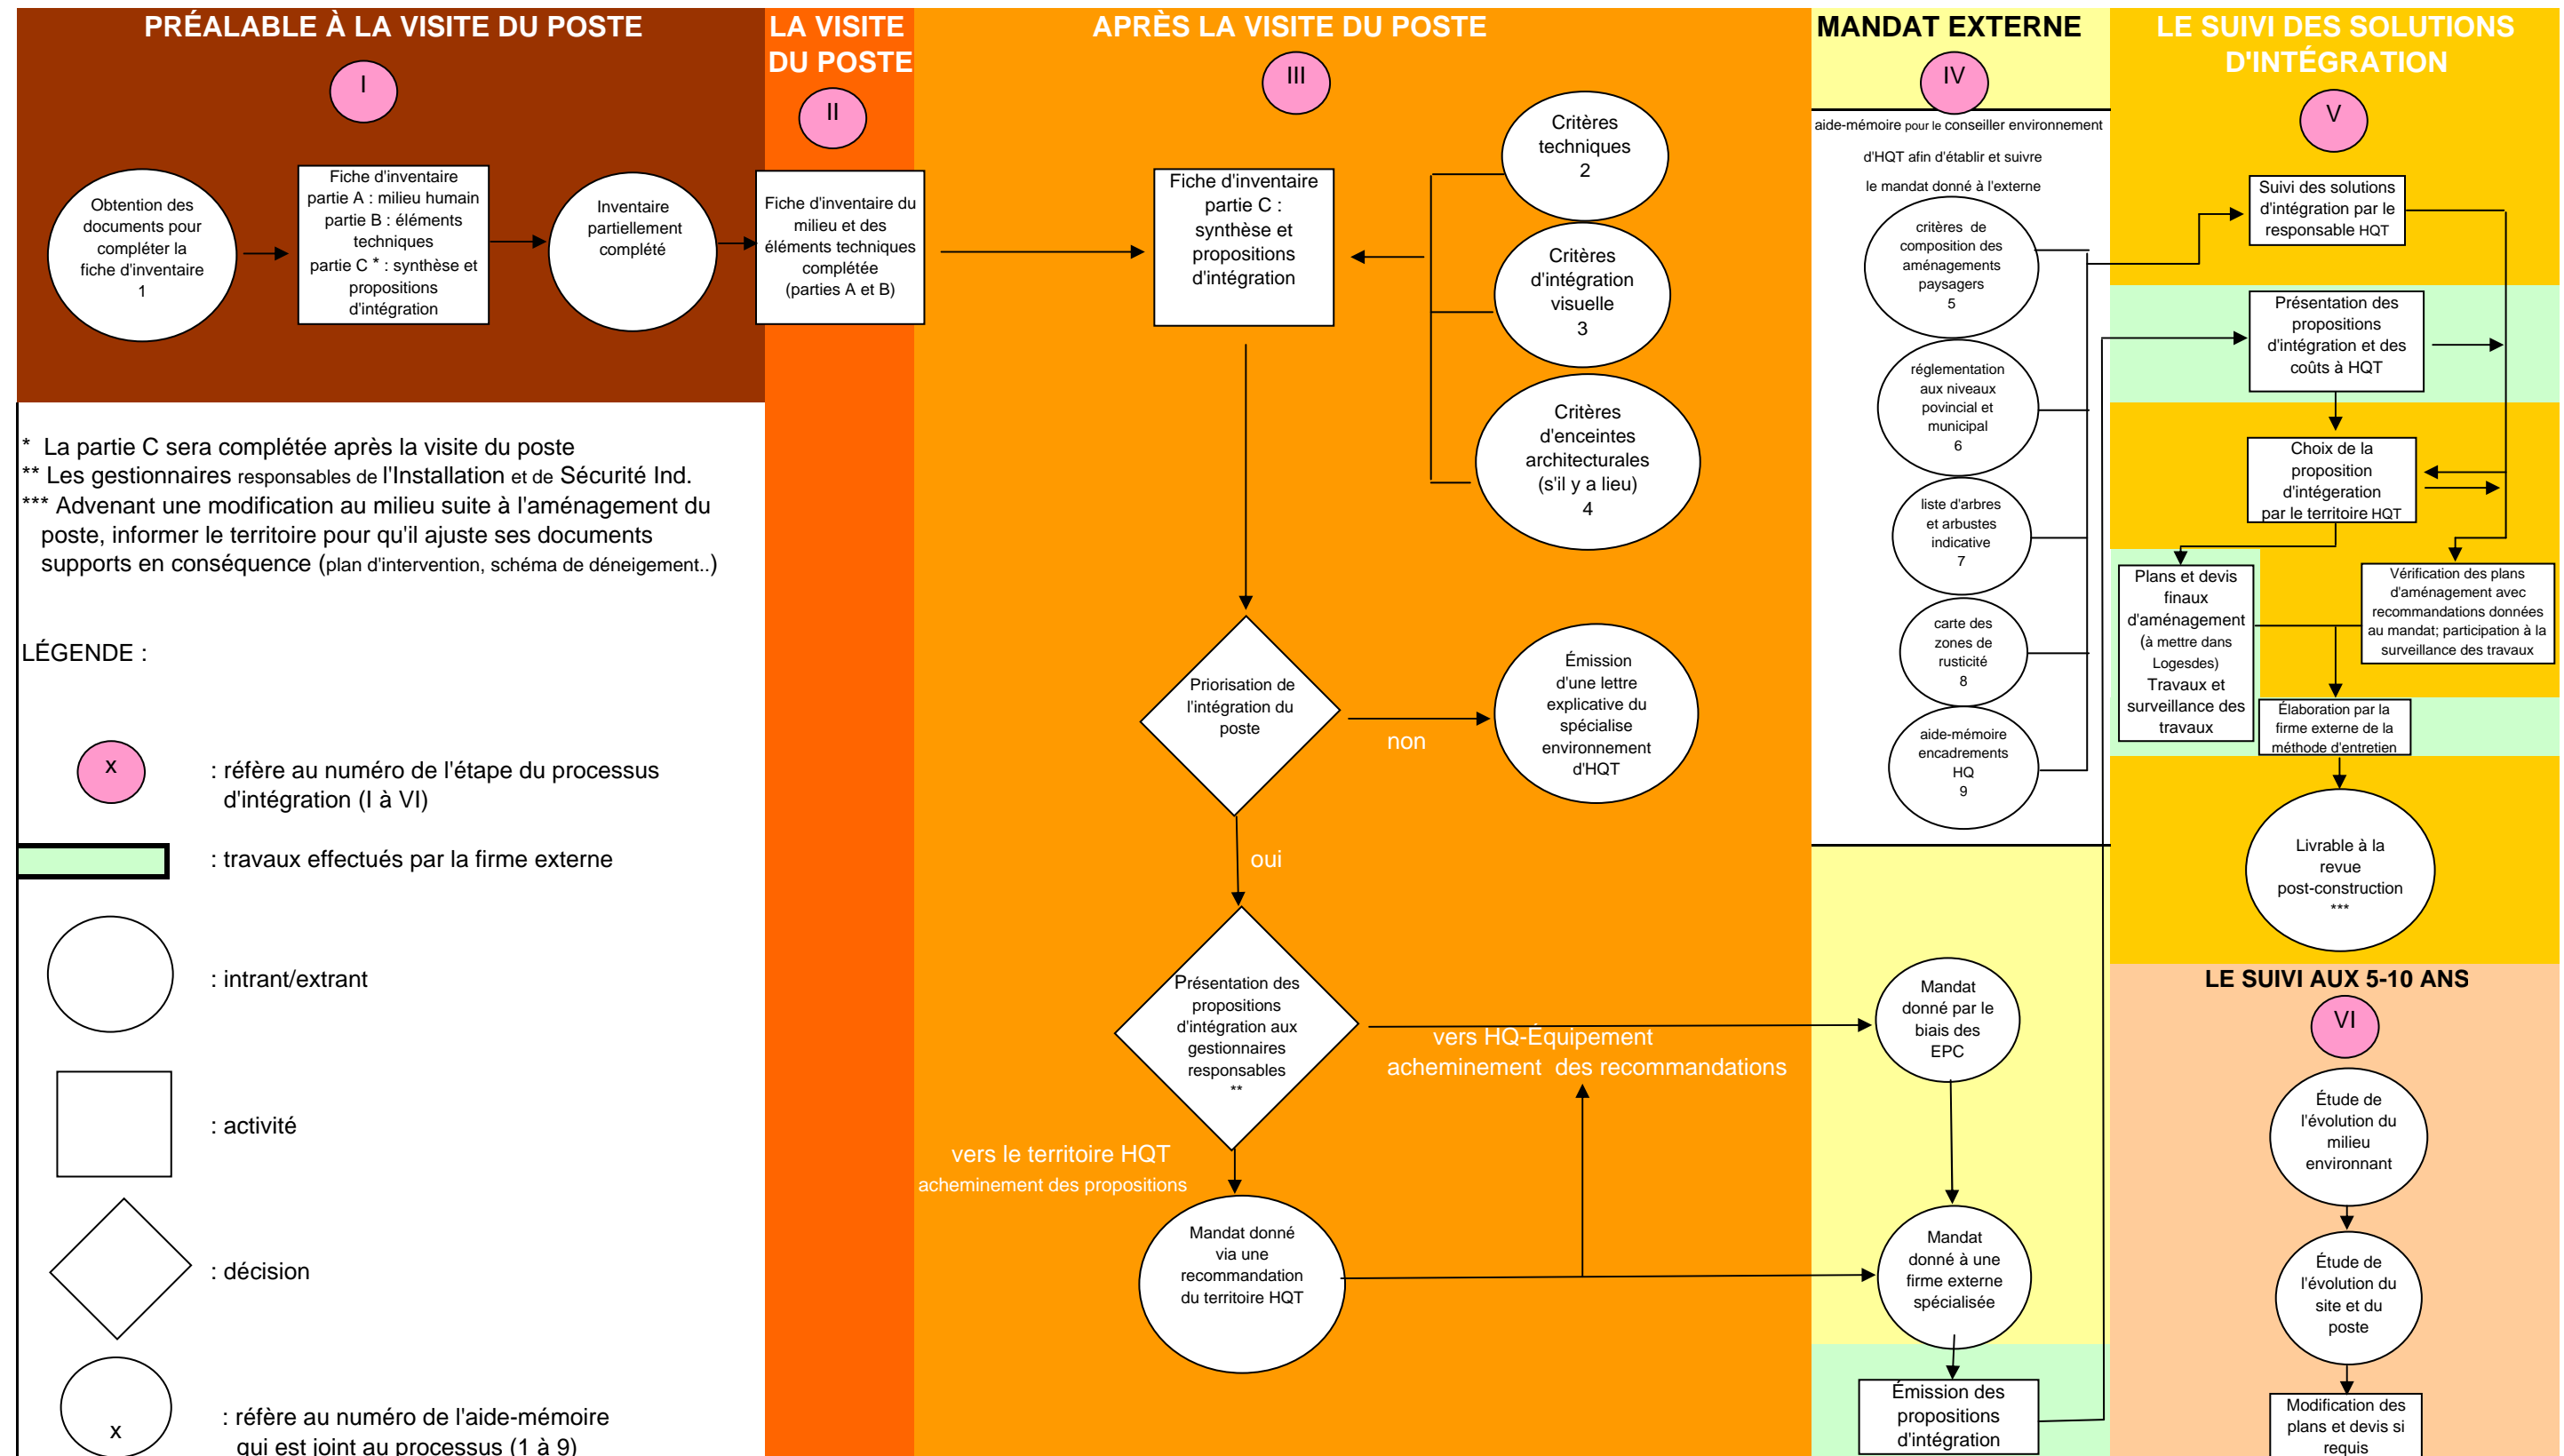 PRÉALABLE À LA VISITE DU POSTE
I
Obtention des
documents pour
compléter la
fiche d'inventaire
1
Fiche d'inventaire
partie A : milieu humain
partie B : éléments
techniques
partie C * : synthèse et
propositions
d'intégration
Inventaire
partiellement
complété
* La partie C sera complétée après la visite du poste
** Les gestionnaires responsables de l'Installation et de Sécurité Ind.
*** Advenant une modification au milieu suite à l'aménagement du
poste, informer le territoire pour qu'il ajuste ses documents
supports en conséquence (plan d'intervention, schéma de déneigement..)
LÉGENDE :
x
: réfère au numéro de l'étape du processus
d'intégration (I à VI)
: travaux effectués par la firme externe
: intrant/extrant
: activité
: décision
x
: réfère au numéro de l'aide-mémoire
qui est joint au processus (1 à 9)
LA VISITE
DU POSTE
II
Fiche d'inventaire du
milieu et des
éléments techniques
complétée
(parties A et B)
APRÈS LA VISITE DU POSTE
III
Fiche d'inventaire
partie C :
synthèse et
propositions
d'intégration
Critères
techniques
2
Critères
d'intégration
visuelle
3
Critères
d'enceintes
architecturales
(s'il y a lieu)
4
Priorisation de
l'intégration du
poste
non
Émission
d'une lettre
explicative du
spécialise
environnement
d'HQT
oui
Présentation des
propositions
d'intégration aux
gestionnaires
responsables
**
vers HQ-Équipement
acheminement des recommandations
vers le territoire HQT
acheminement des propositions
Mandat donné
via une
recommandation
du territoire HQT
MANDAT EXTERNE
IV
aide-mémoire pour le conseiller environnement
d'HQT afin d'établir et suivre
le mandat donné à l'externe
critères de
composition des
aménagements
paysagers
5
réglementation
aux niveaux
povincial et
municipal
6
liste d'arbres
et arbustes
indicative
7
carte des
zones de
rusticité
8
aide-mémoire
encadrements
HQ
9
Mandat
donné par le
biais des
EPC
Mandat
donné à une
firme externe
spécialisée
Émission des
propositions
d'intégration
LE SUIVI DES SOLUTIONS
D'INTÉGRATION
V
Suivi des solutions
d'intégration par le
responsable HQT
Présentation des
propositions
d'intégration et des
coûts à HQT
Choix de la
proposition
d'intégeration
par le territoire HQT
Plans et devis
finaux
d'aménagement
(à mettre dans
Logesdes)
Travaux et
surveillance des
travaux
Vérification des plans
d'aménagement avec
recommandations données
au mandat; participation à la
surveillance des travaux
Élaboration par la
firme externe de la
méthode d'entretien
Livrable à la
revue
post-construction
***
LE SUIVI AUX 5-10 ANS
VI
Étude de
l'évolution du
milieu
environnant
Étude de
l'évolution du
site et du
poste
Modification des
plans et devis si
requis